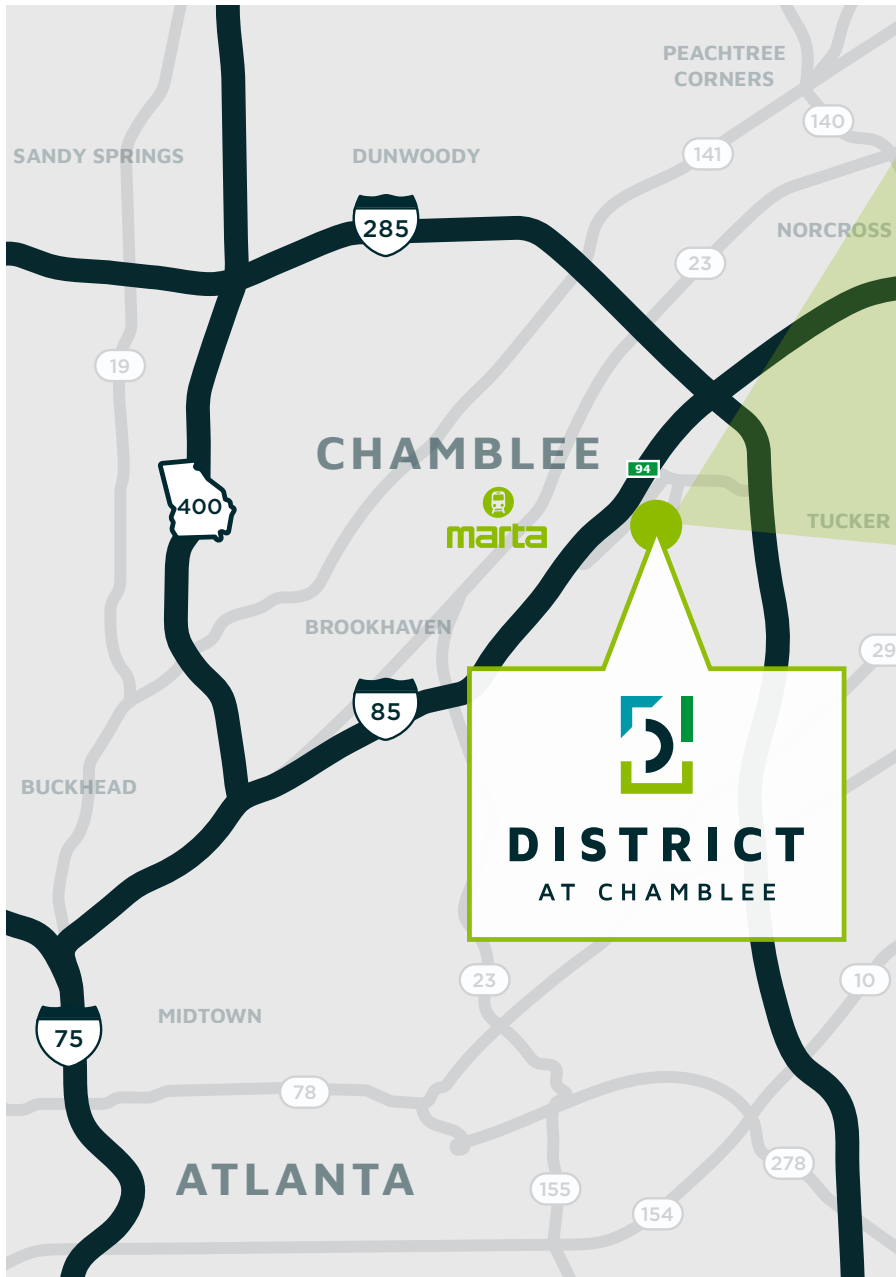 PEACHTREE
CORNERS
140
SANDY SPRINGS
DUNWOODY
141
285
NORCROSS
23
19
CHAMBLEE
94
400
marta
TUCKER
BROOKHAVEN
29
85
BUCKHEAD
DISTRICT
AT CHAMBLEE
23
10
MIDTOWN
75
78
278
ATLANTA
155
154